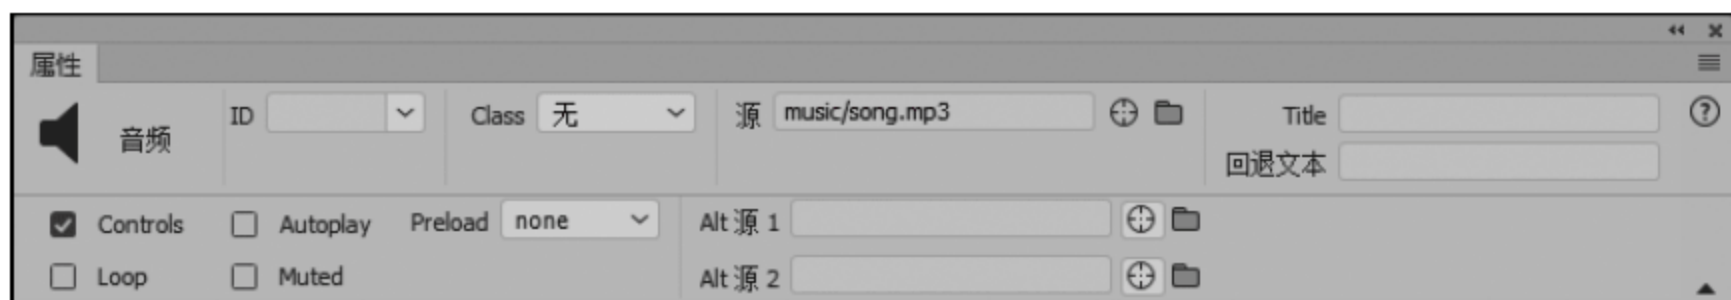 属性
音频 ID Class 无 源 music/song.mp3 Title
回退文本
Controls Autoplay Preload none Alt 源 1
Loop Muted Alt 源 2